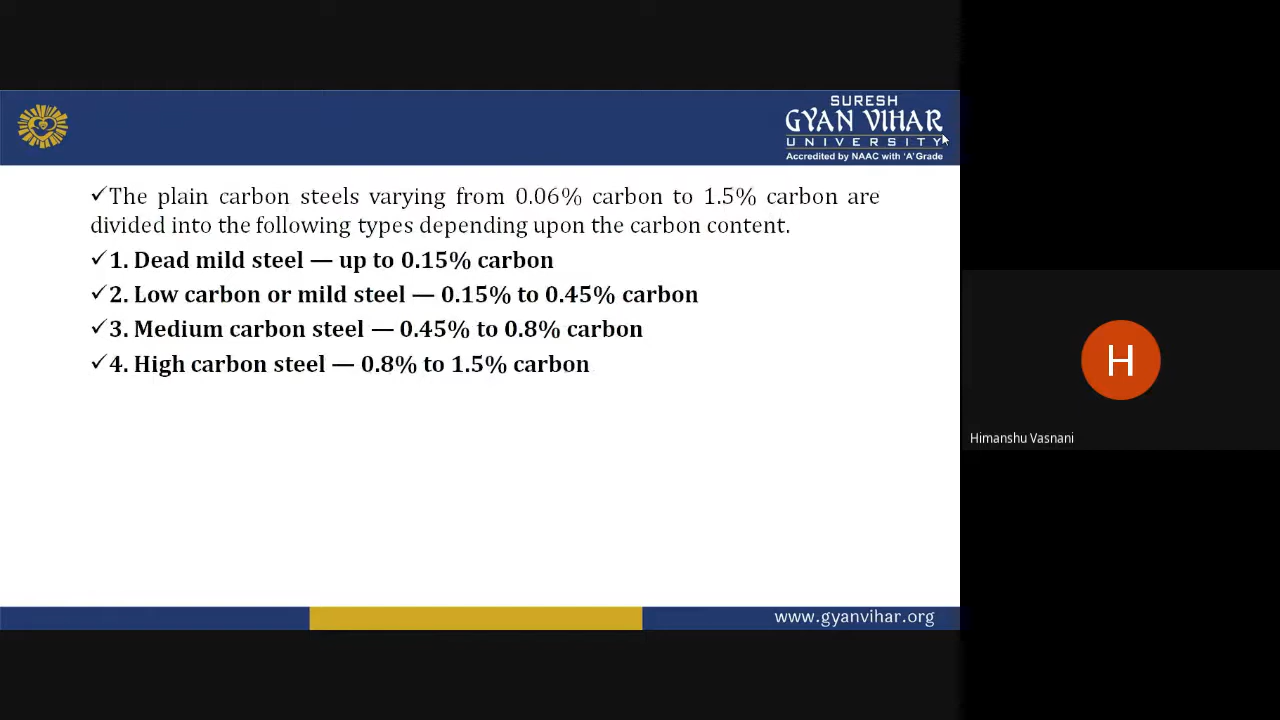 SURESH
GYAN VIHAR
UNIVERSITY
Accredited by NAAC with 'A' Grade
✓The plain carbon steels varying from 0.06% carbon to 1.5% carbon are
divided into the following types depending upon the carbon content.
✓1. Dead mild steel — up to 0.15% carbon
✓2. Low carbon or mild steel — 0.15% to 0.45% carbon
✓3. Medium carbon steel — 0.45% to 0.8% carbon
✓4. High carbon steel — 0.8% to 1.5% carbon
H
Himanshu Vasnani
www.gyanvihar.org